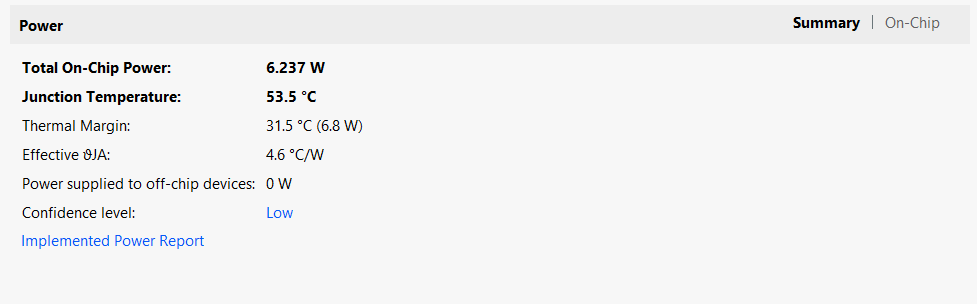 Power Summary | On-Chip
Total On-Chip Power: 6.237 W
Junction Temperature: 53.5 °C
Thermal Margin: 31.5 °C (6.8 W)
Effective ϑJA: 4.6 °C/W
Power supplied to off-chip devices: 0 W
Confidence level: Low
Implemented Power Report